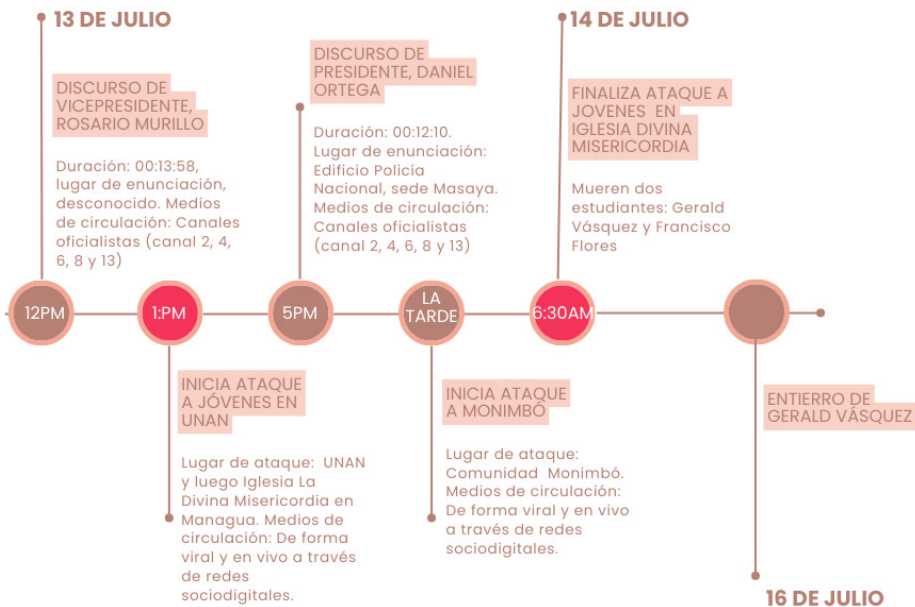 13 DE JULIO
DISCURSO DE
VICEPRESIDENTE,
ROSARIO MURILLO
Duración: 00:13:58,
lugar de enunciación,
desconocido. Medios
de circulación: Canales
oficialistas (canal 2, 4,
6, 8 y 13)
12PM
1:PM
INICIA ATAQUE
A JÓVENES EN
UNAN
Lugar de ataque: UNAN
y luego Iglesia La
Divina Misericordia en
Managua. Medios de
circulación: De forma
viral y en vivo a través
de redes
sociodigitales.
DISCURSO DE
PRESIDENTE, DANIEL
ORTEGA
Duración: 00:12:10.
Lugar de enunciación:
Edificio Policía
Nacional, sede Masaya.
Medios de circulación:
Canales oficialistas
(canal 2, 4, 6, 8 y 13)
5PM
LA
TARDE
INICIA ATAQUE
A MONIMBÓ
Lugar de ataque:
Comunidad Monimbó.
Medios de circulación:
De forma viral y en vivo
a través de redes
sociodigitales.
14 DE JULIO
FINALIZA ATAQUE A
JOVENES EN
IGLESIA DIVINA
MISERICORDIA
Mueren dos
estudiantes: Gerald
Vásquez y Francisco
Flores
6:30AM
ENTIERRO DE
GERALD VÁSQUEZ
16 DE JULIO